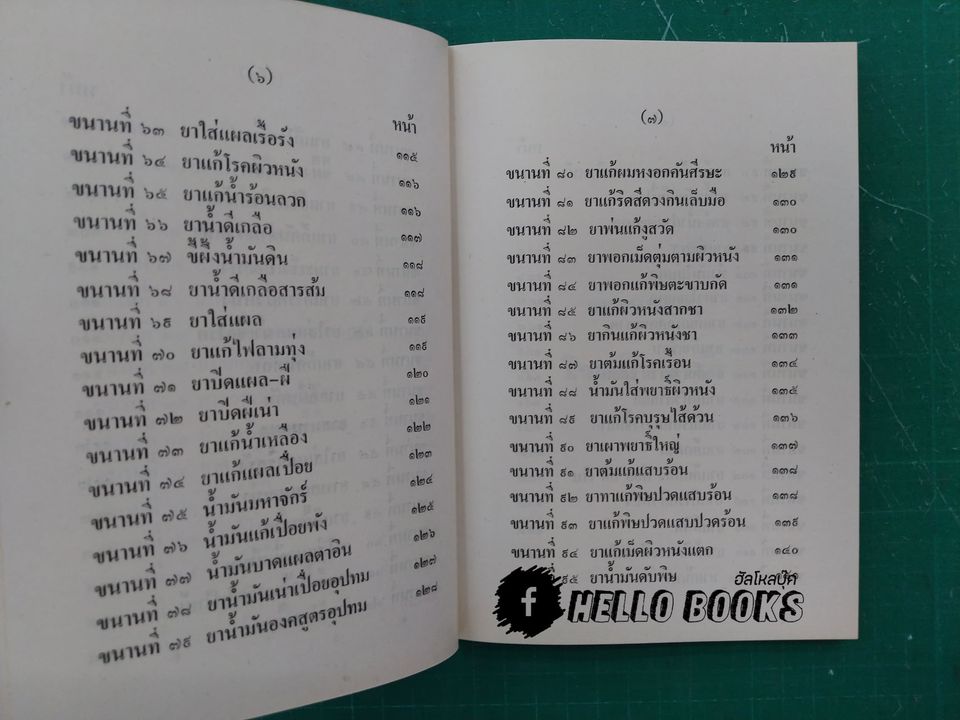 (๖)
หน้า
ขนานที่ ๖๓ ยาใส่แผลเรื้อรัง ๑๑๕
ขนานที่ ๖๔ ยาแก้โรคผิวหนัง ๑๑๖
ขนานที่ ๖๕ ยาแก้น้ำร้อนลวก ๑๑๖
ขนานที่ ๖๖ ยาน้ำดีเกลือ ๑๑๗
ขนานที่ ๖๗ ขี้ผึ้งน้ำมันดิน ๑๑๘
ขนานที่ ๖๘ ยาน้ำดีเกลือสารส้ม ๑๑๘
ขนานที่ ๖๙ ยาใส่แผล ๑๑๙
ขนานที่ ๗๐ ยาแก้ไฟลามทุ่ง ๑๑๙
ขนานที่ ๗๑ ยาปิดแผล-ฝี ๑๒๐
ขนานที่ ๗๒ ยาปิดฝีเน่า ๑๒๑
ขนานที่ ๗๓ ยาแก้น้ำเหลือง ๑๒๒
ขนานที่ ๗๔ ยาแก้แผลเปื่อย ๑๒๓
ขนานที่ ๗๕ น้ำมันมหาจักร์ ๑๒๔
ขนานที่ ๗๖ น้ำมันแก้เปื่อยพัง ๑๒๕
ขนานที่ ๗๗ น้ำมันบาดแผลตาอิน ๑๒๖
ขนานที่ ๗๘ ยาน้ำมันเน่าเปื่อยอุปทม ๑๒๗
ขนานที่ ๗๙ ยาน้ำมันองคสูตรอุปทม ๑๒๘
(๗)
หน้า
ขนานที่ ๘๐ ยาแก้ผมหงอกคันศีรษะ ๑๒๙
ขนานที่ ๘๑ ยาแก้ริดสีดวงกินเล็บมือ ๑๓๐
ขนานที่ ๘๒ ยาพ่นแก้งูสวัด ๑๓๐
ขนานที่ ๘๓ ยาพอกเม็ดตุ่มตามผิวหนัง ๑๓๑
ขนานที่ ๘๔ ยาพอกแก้พิษตะขาบกัด ๑๓๑
ขนานที่ ๘๕ ยาแก้ผิวหนังสากชา ๑๓๒
ขนานที่ ๘๖ ยากินแก้ผิวหนังชา ๑๓๓
ขนานที่ ๘๗ ยาต้มแก้โรคเรื้อน ๑๓๔
ขนานที่ ๘๘ น้ำมันใส่พยาธิ์ผิวหนัง ๑๓๕
ขนานที่ ๘๙ ยาแก้โรคบุรุษไส้ด้วน ๑๓๖
ขนานที่ ๙๐ ยาเผาพยาธิ์ใหญ่ ๑๓๗
ขนานที่ ๙๑ ยาต้มแก้แสบร้อน ๑๓๘
ขนานที่ ๙๒ ยาทาแก้พิษปวดแสบร้อน ๑๓๘
ขนานที่ ๙๓ ยาแก้พิษปวดแสบปวดร้อน ๑๓๙
ขนานที่ ๙๔ ยาแก้เม็ดผิวหนังแตก ๑๔๐
๙๕ ยาน้ำมันดับพิษ
ฮัลโหลบุ๊ค
f HELLO BOOKS